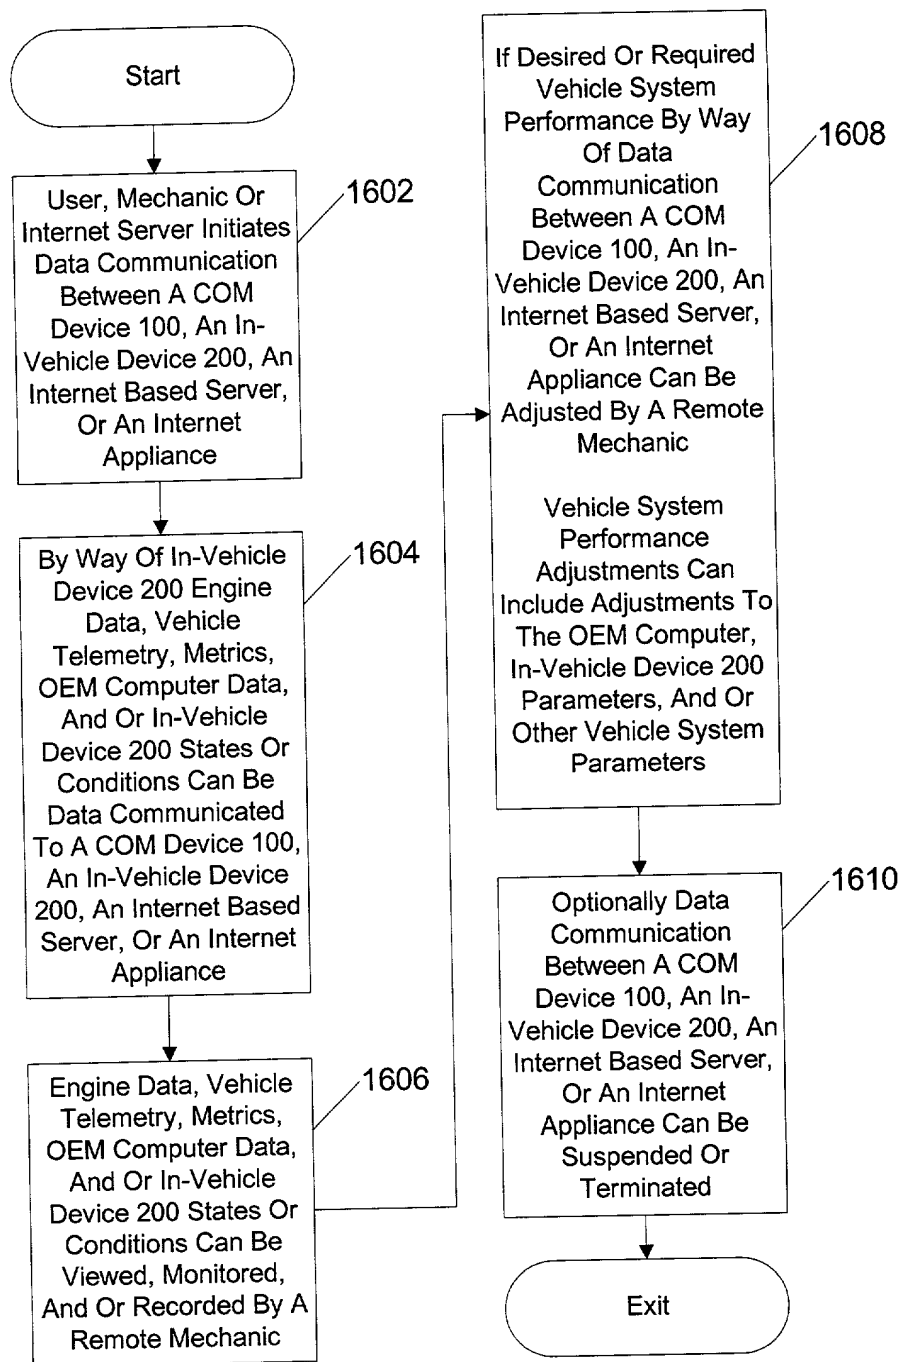 Start
User, Mechanic Or
Internet Server Initiates
Data Communication
Between A COM
Device 100, An In-
Vehicle Device 200, An
Internet Based Server,
Or An Internet
Appliance
1602
By Way Of In-Vehicle
Device 200 Engine
Data, Vehicle
Telemetry, Metrics,
OEM Computer Data,
And Or In-Vehicle
Device 200 States Or
Conditions Can Be
Data Communicated
To A COM Device 100,
An In-Vehicle Device
200, An Internet Based
Server, Or An Internet
Appliance
1604
Engine Data, Vehicle
Telemetry, Metrics,
OEM Computer Data,
And Or In-Vehicle
Device 200 States Or
Conditions Can Be
Viewed, Monitored,
And Or Recorded By A
Remote Mechanic
1606
If Desired Or Required
Vehicle System
Performance By Way
Of Data
Communication
Between A COM
Device 100, An In-
Vehicle Device 200, An
Internet Based Server,
Or An Internet
Appliance Can Be
Adjusted By A Remote
Mechanic
Vehicle System
Performance
Adjustments Can
Include Adjustments To
The OEM Computer,
In-Vehicle Device 200
Parameters, And Or
Other Vehicle System
Parameters
1608
Optionally Data
Communication
Between A COM
Device 100, An In-
Vehicle Device 200, An
Internet Based Server,
Or An Internet
Appliance Can Be
Suspended Or
Terminated
1610
Exit